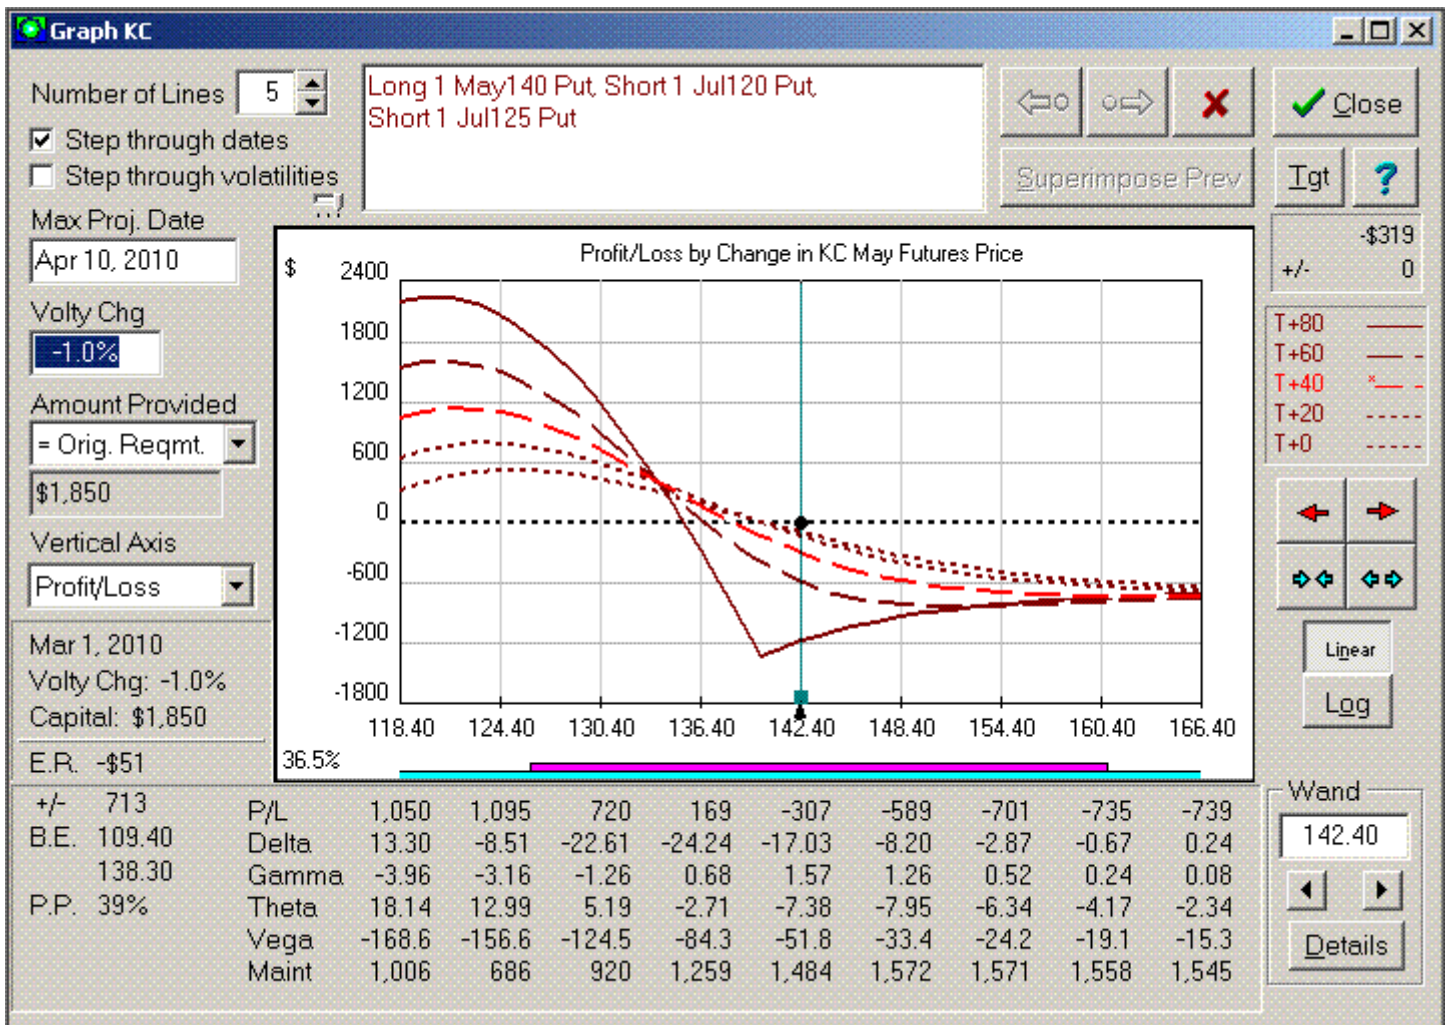 Graph KC
Number of Lines 5
Step through dates
Step through volatilities
Long 1 May140 Put, Short 1 Jul120 Put,
Short 1 Jul125 Put
Close
Superimpose Prev
Tgt ?
Max Proj. Date
Apr 10, 2010
Volty Chg
-1.0%
Amount Provided
= Orig. Reqmt.
$1,850
Vertical Axis
Profit/Loss
Mar 1, 2010
Volty Chg: -1.0%
Capital: $1,850
E.R. -$51
Profit/Loss by Change in KC May Futures Price
$
2400
1800
1200
600
0
-600
-1200
-1800
118.40 124.40 130.40 136.40 142.40 148.40 154.40 160.40 166.40
36.5%
-$319
+/- 0
T+80
T+60
T+40
T+20
T+0
Linear
Log
+/- 713
B.E. 109.40
138.30
P.P. 39%
P/L 1,050 1,095 720 169 -307 -589 -701 -735 -739
Delta 13.30 -8.51 -22.61 -24.24 -17.03 -8.20 -2.87 -0.67 0.24
Gamma -3.96 -3.16 -1.26 0.68 1.57 1.26 0.52 0.24 0.08
Theta 18.14 12.99 5.19 -2.71 -7.38 -7.95 -6.34 -4.17 -2.34
Vega -168.6 -156.6 -124.5 -84.3 -51.8 -33.4 -24.2 -19.1 -15.3
Maint 1,006 686 920 1,259 1,484 1,572 1,571 1,558 1,545
Wand
142.40
Details